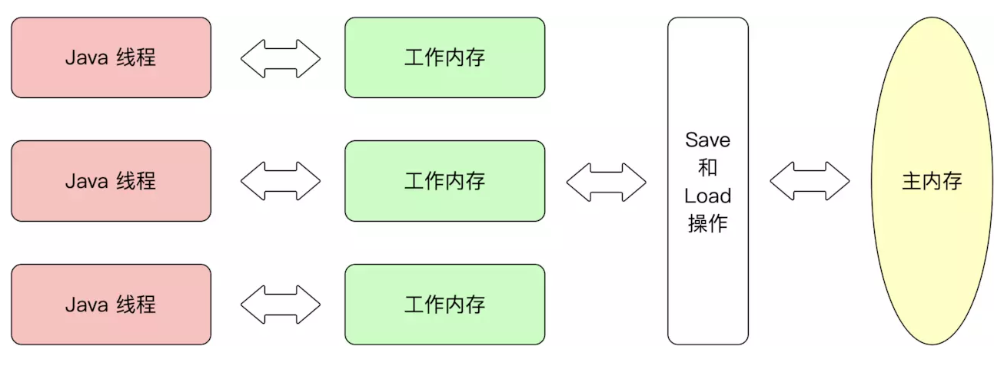 Java 线程
工作内存
Java 线程
工作内存
Save
和
Load
操作
主内存
Java 线程
工作内存